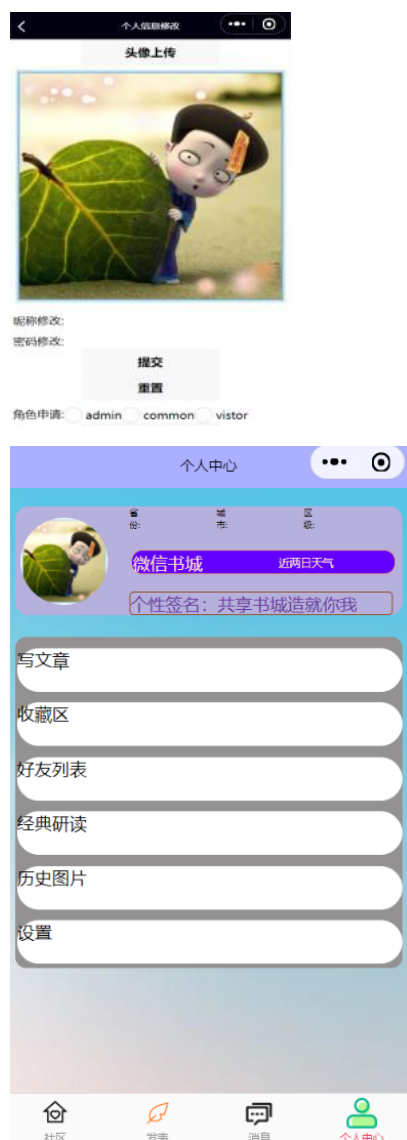 个人信息修改
头像上传
昵称修改:
密码修改:
提交
重置
角色申请: admin common vistor
个人中心
省份: 城市: 区级:
微信书城 近两日天气
个性签名：共享书城造就你我
写文章
收藏区
好友列表
经典研读
历史图片
设置
社区 发表 消息 个人中心